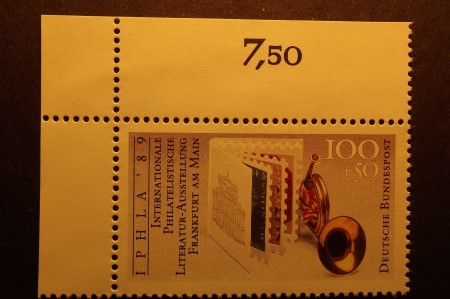 7,50
IPHLA '89
INTERNATIONALE
PHILATELISTISCHE
LITERATUR-AUSSTELLUNG
FRANKFURT AM MAIN
100
+50
DEUTSCHE BUNDESPOST